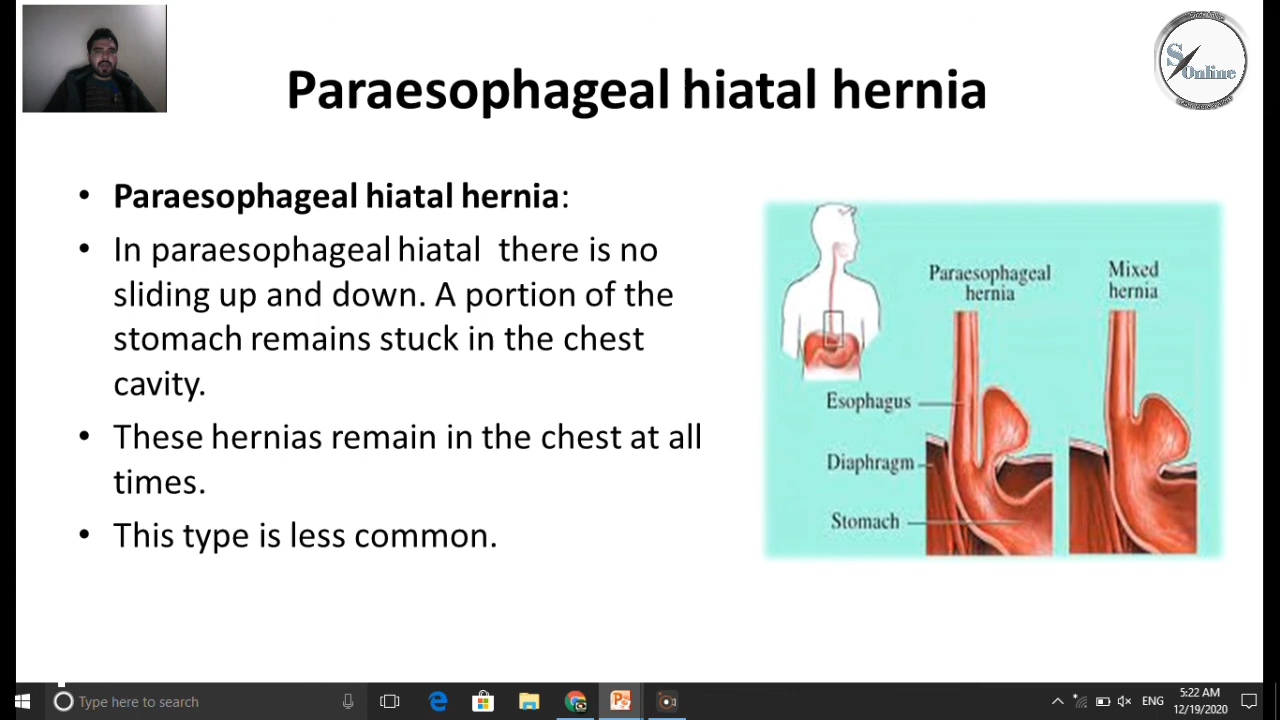 Paraesophageal hiatal hernia
S
Online
• Paraesophageal hiatal hernia:
• In paraesophageal hiatal there is no
sliding up and down. A portion of the
stomach remains stuck in the chest
cavity.
• These hernias remain in the chest at all
times.
• This type is less common.
Paraesophageal
hernia
Mixed
hernia
Esophagus
Diaphragm
Stomach
Type here to search
ENG
5:22 AM
12/19/2020